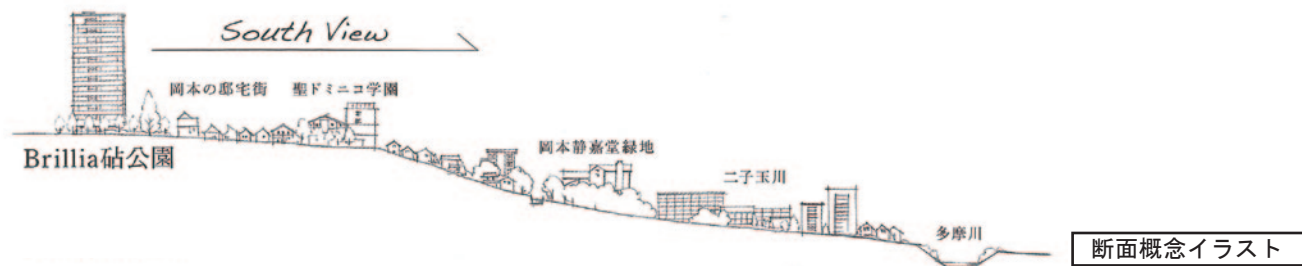 South View
岡本の邸宅街
聖ドミニコ学園
Brillia砧公園
岡本静嘉堂緑地
二子玉川
多摩川
断面概念イラスト